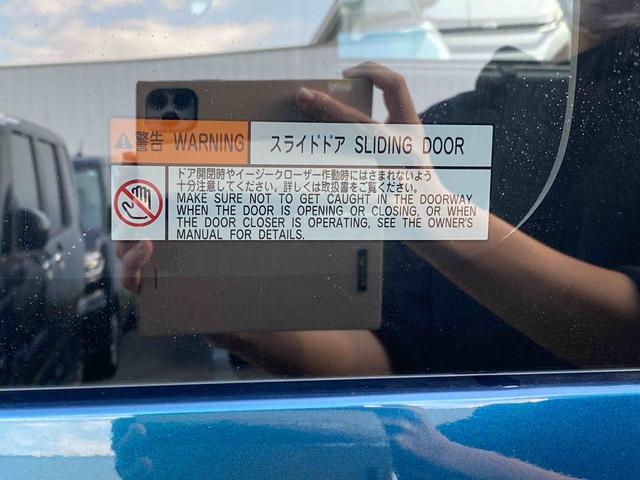 警告 WARNING
スライドドア SLIDING DOOR
ドア開閉時やイージークローザー作動時にはさまれないよう
十分注意してください。詳しくは取扱書をご覧ください。
MAKE SURE NOT TO GET CAUGHT IN THE DOORWAY
WHEN THE DOOR IS OPENING OR CLOSING, OR WHEN
THE DOOR CLOSER IS OPERATING, SEE THE OWNER'S
MANUAL FOR DETAILS.